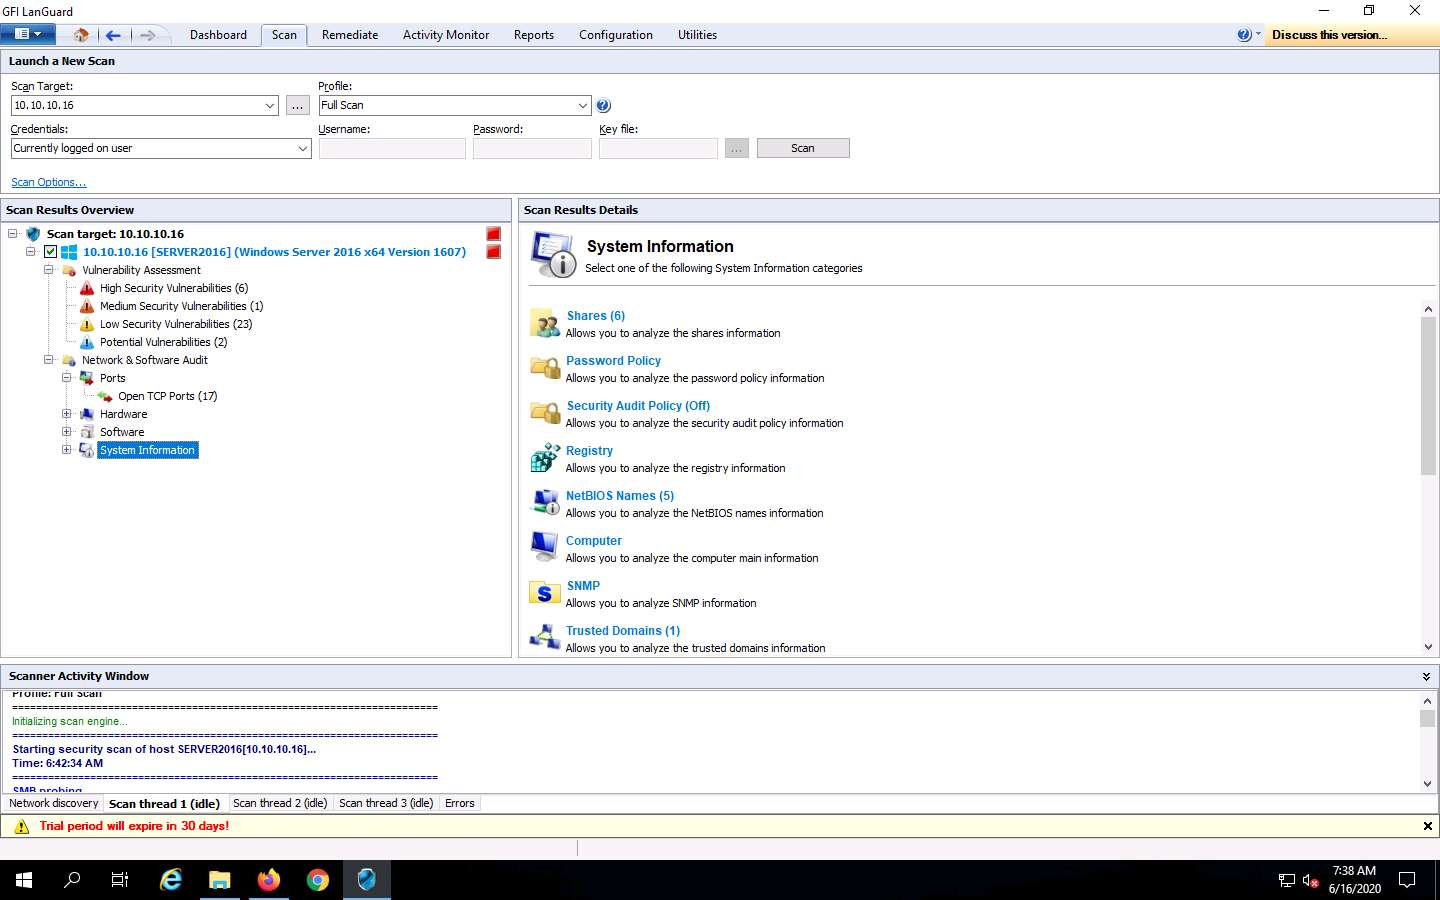 GFI LanGuard
Dashboard Scan Remediate Activity Monitor Reports Configuration Utilities Discuss this version...
Launch a New Scan
Scan Target: Profile:
10.10.10.16 ... Full Scan
Credentials: Username: Password: Key file:
Currently logged on user ... Scan
Scan Options...
Scan Results Overview
Scan target: 10.10.10.16
10.10.10.16 [SERVER2016] (Windows Server 2016 x64 Version 1607)
Vulnerability Assessment
High Security Vulnerabilities (6)
Medium Security Vulnerabilities (1)
Low Security Vulnerabilities (23)
Potential Vulnerabilities (2)
Network & Software Audit
Ports
Open TCP Ports (17)
Hardware
Software
System Information
Scan Results Details
System Information
Select one of the following System Information categories
Shares (6)
Allows you to analyze the shares information
Password Policy
Allows you to analyze the password policy information
Security Audit Policy (Off)
Allows you to analyze the security audit policy information
Registry
Allows you to analyze the registry information
NetBIOS Names (5)
Allows you to analyze the NetBIOS names information
Computer
Allows you to analyze the computer main information
S
SNMP
Allows you to analyze SNMP information
Trusted Domains (1)
Allows you to analyze the trusted domains information
Scanner Activity Window
Profile: Full Scan
Initializing scan engine...
Starting security scan of host SERVER2016[10.10.10.16]...
Time: 6:42:34 AM
SMB probing
Network discovery Scan thread 1 (idle) Scan thread 2 (idle) Scan thread 3 (idle) Errors
Trial period will expire in 30 days!
7:38 AM
6/16/2020